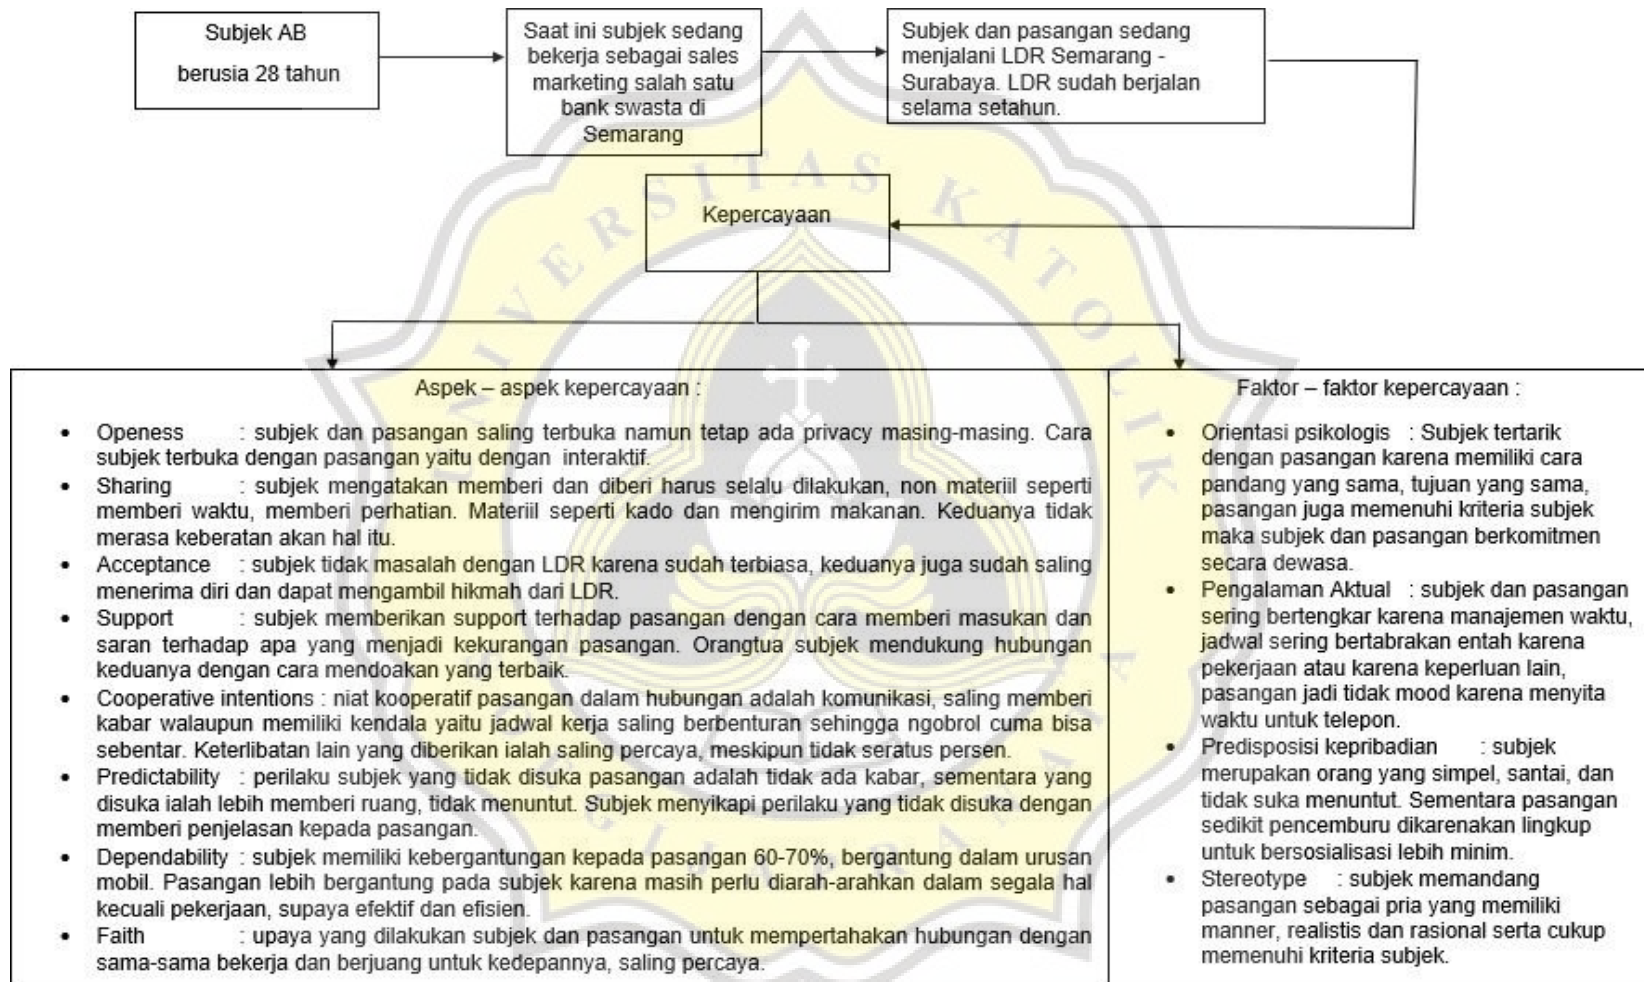 Subjek AB
berusia 28 tahun
Saat ini subjek sedang
bekerja sebagai sales
marketing salah satu
bank swasta di
Semarang
Subjek dan pasangan sedang
menjalani LDR Semarang -
Surabaya. LDR sudah berjalan
selama setahun.
Kepercayaan
Aspek – aspek kepercayaan :
• Openess : subjek dan pasangan saling terbuka namun tetap ada privacy masing-masing. Cara
subjek terbuka dengan pasangan yaitu dengan interaktif.
• Sharing : subjek mengatakan memberi dan diberi harus selalu dilakukan, non materiil seperti
memberi waktu, memberi perhatian. Materiil seperti kado dan mengirim makanan. Keduanya tidak
merasa keberatan akan hal itu.
• Acceptance : subjek tidak masalah dengan LDR karena sudah terbiasa, keduanya juga sudah saling
menerima diri dan dapat mengambil hikmah dari LDR.
• Support : subjek memberikan support terhadap pasangan dengan cara memberi masukan dan
saran terhadap apa yang menjadi kekurangan pasangan. Orangtua subjek mendukung hubungan
keduanya dengan cara mendoakan yang terbaik.
• Cooperative intentions : niat kooperatif pasangan dalam hubungan adalah komunikasi, saling memberi
kabar walaupun memiliki kendala yaitu jadwal kerja saling berbenturan sehingga ngobrol cuma bisa
sebentar. Keterlibatan lain yang diberikan ialah saling percaya, meskipun tidak seratus persen.
• Predictability : perilaku subjek yang tidak disuka pasangan adalah tidak ada kabar, sementara yang
disuka ialah lebih memberi ruang, tidak menuntut. Subjek menyikapi perilaku yang tidak disuka dengan
memberi penjelasan kepada pasangan.
• Dependability : subjek memiliki kebergantungan kepada pasangan 60-70%, bergantung dalam urusan
mobil. Pasangan lebih bergantung pada subjek karena masih perlu diarah-arahkan dalam segala hal
kecuali pekerjaan, supaya efektif dan efisien.
• Faith : upaya yang dilakukan subjek dan pasangan untuk mempertahakan hubungan dengan
sama-sama bekerja dan berjuang untuk kedepannya, saling percaya.
Faktor – faktor kepercayaan :
• Orientasi psikologis : Subjek tertarik
dengan pasangan karena memiliki cara
pandang yang sama, tujuan yang sama,
pasangan juga memenuhi kriteria subjek
maka subjek dan pasangan berkomitmen
secara dewasa.
• Pengalaman Aktual : subjek dan pasangan
sering bertengkar karena manajemen waktu,
jadwal sering bertabrakan entah karena
pekerjaan atau karena keperluan lain,
pasangan jadi tidak mood karena menyita
waktu untuk telepon.
• Predisposisi kepribadian : subjek
merupakan orang yang simpel, santai, dan
tidak suka menuntut. Sementara pasangan
sedikit pencemburu dikarenakan lingkup
untuk bersosialisasi lebih minim.
• Stereotype : subjek memandang
pasangan sebagai pria yang memiliki
manner, realistis dan rasional serta cukup
memenuhi kriteria subjek.
UNIVERSITAS KATOLIK
SOEGIJAPRANATA